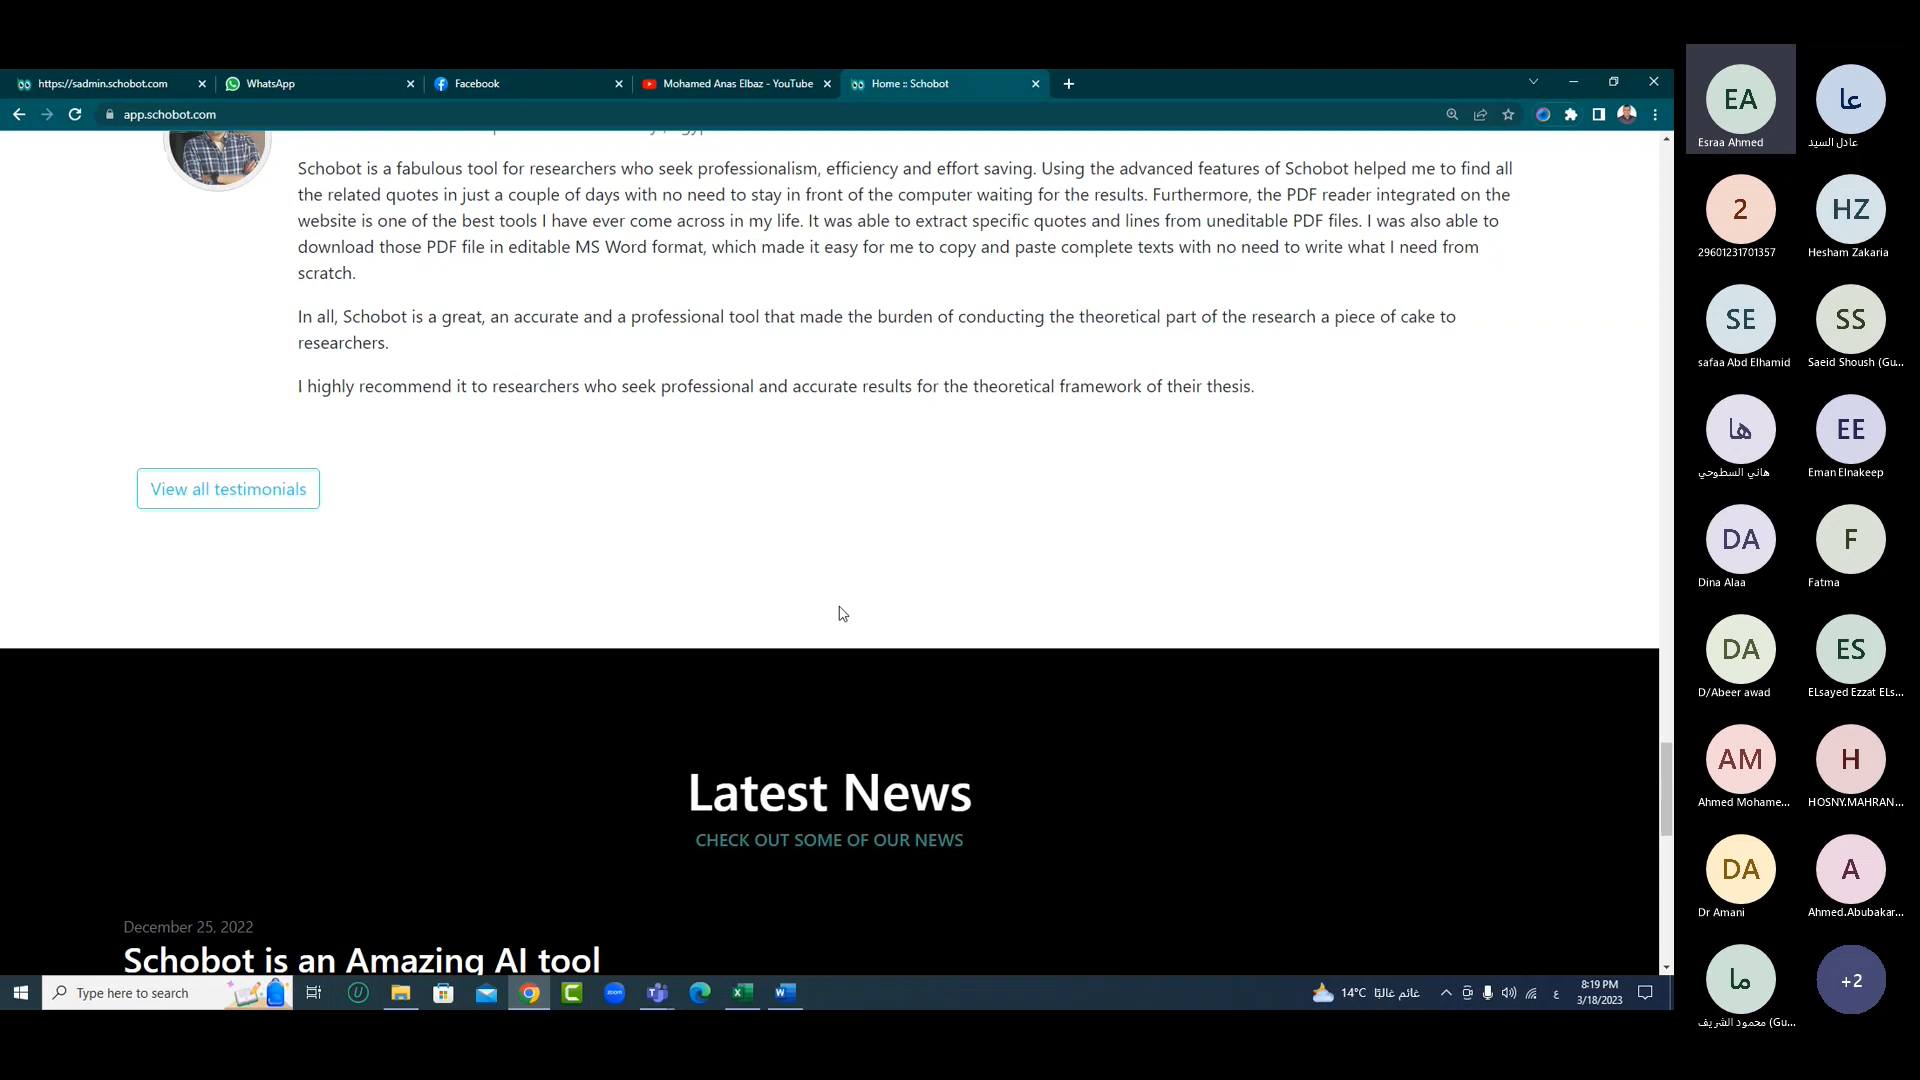 https://sadmin.schobot.com
WhatsApp
Facebook
Mohamed Anas Elbaz - YouTube
Home :: Schobot
app.schobot.com
Schobot is a fabulous tool for researchers who seek professionalism, efficiency and effort saving. Using the advanced features of Schobot helped me to find all
the related quotes in just a couple of days with no need to stay in front of the computer waiting for the results. Furthermore, the PDF reader integrated on the
website is one of the best tools I have ever come across in my life. It was able to extract specific quotes and lines from uneditable PDF files. I was also able to
download those PDF file in editable MS Word format, which made it easy for me to copy and paste complete texts with no need to write what I need from
scratch.
In all, Schobot is a great, an accurate and a professional tool that made the burden of conducting the theoretical part of the research a piece of cake to
researchers.
I highly recommend it to researchers who seek professional and accurate results for the theoretical framework of their thesis.
View all testimonials
Latest News
CHECK OUT SOME OF OUR NEWS
December 25, 2022
Schobot is an Amazing AI tool
Type here to search
14°C غائم غالبًا
ع
8:19 PM
3/18/2023
EA
Esraa Ahmed
عا
عادل السيد
2
29601231701357
HZ
Hesham Zakaria
SE
safaa Abd Elhamid
SS
Saeid Shoush (Gu...
ها
هاني السطوحي
EE
Eman Elnakeep
DA
Dina Alaa
F
Fatma
DA
D/Abeer awad
ES
ELsayed Ezzat ELs...
AM
Ahmed Mohame...
H
HOSNY.MAHRAN...
DA
Dr Amani
A
Ahmed.Abubakar...
ما
محمود الشريف (Gu...
+2